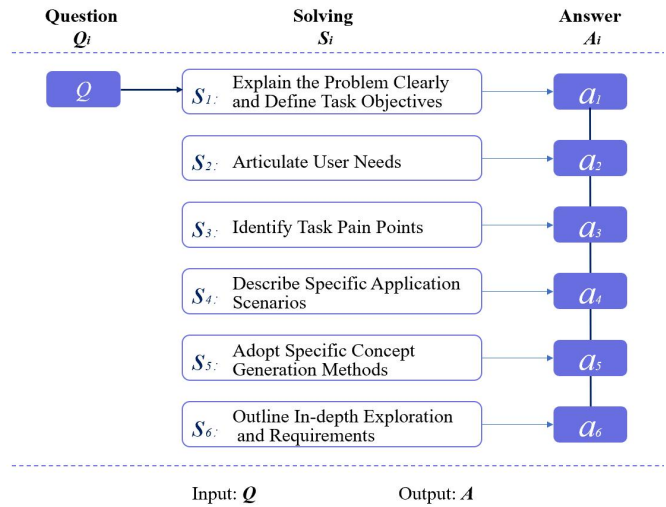 Question Solving Answer
Qi Si Ai
Q
S1: Explain the Problem Clearly
and Define Task Objectives
a1
S2: Articulate User Needs
a2
S3: Identify Task Pain Points
a3
S4: Describe Specific Application
Scenarios
a4
S5: Adopt Specific Concept
Generation Methods
a5
S6: Outline In-depth Exploration
and Requirements
a6
Input: Q Output: A